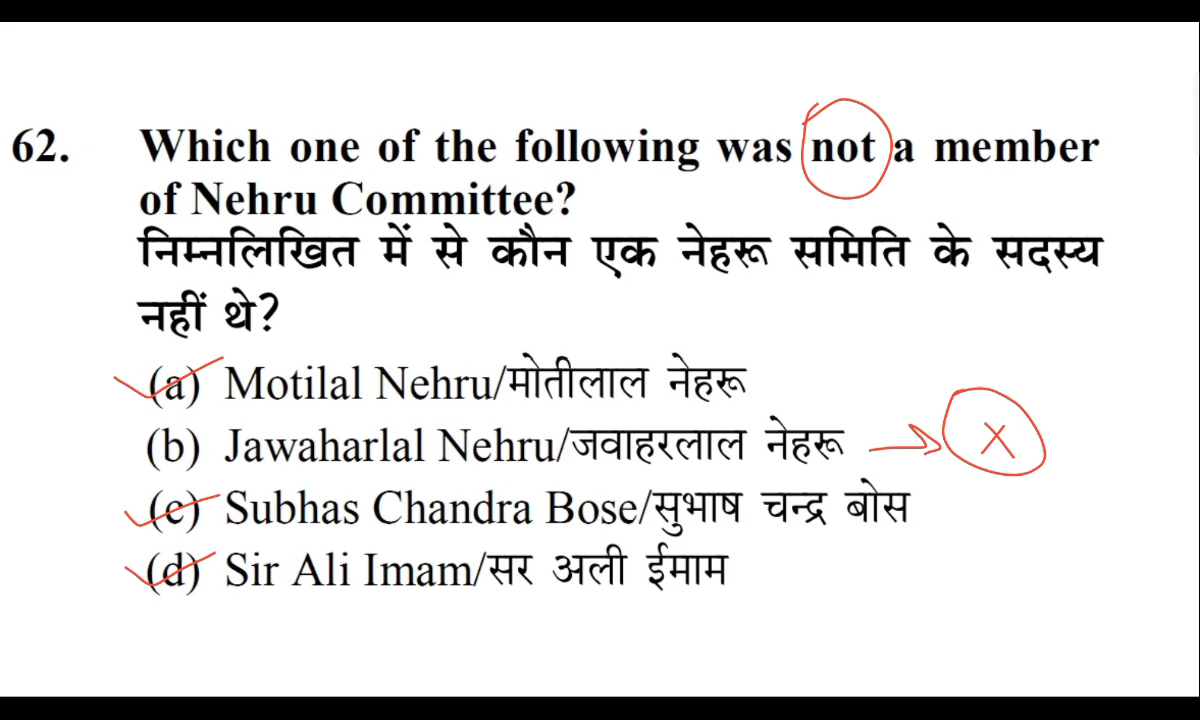 62. Which one of the following was not a member
of Nehru Committee?
निम्नलिखित में से कौन एक नेहरू समिति के सदस्य
नहीं थे?
(a) Motilal Nehru/मोतीलाल नेहरू
(b) Jawaharlal Nehru/जवाहरलाल नेहरू
(c) Subhas Chandra Bose/सुभाष चन्द्र बोस
(d) Sir Ali Imam/सर अली ईमाम